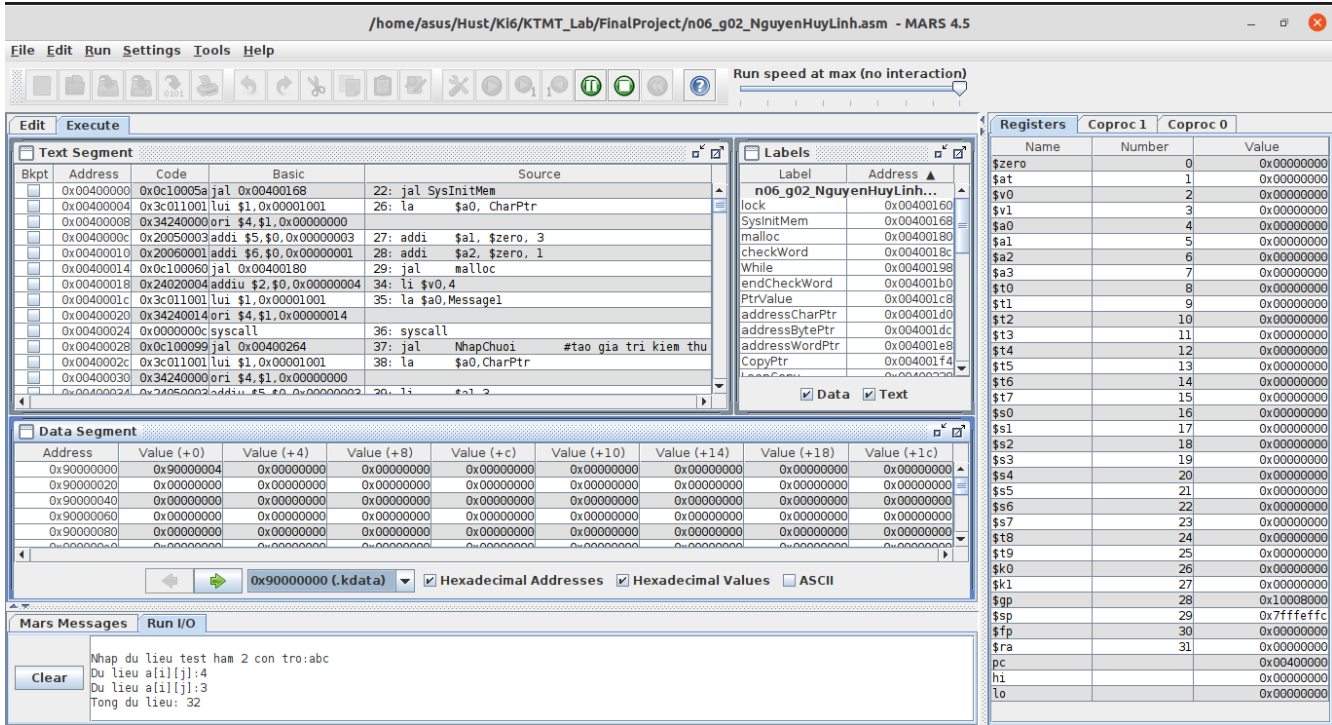 /home/asus/Hust/Ki6/KTMT_Lab/FinalProject/n06_g02_NguyenHuyLinh.asm - MARS 4.5
File Edit Run Settings Tools Help
Run speed at max (no interaction)
Edit Execute
Text Segment
Bkpt Address Code Basic Source
0x00400000 0x0c10005a jal 0x00400168 22: jal SysInitMem
0x00400004 0x3c011001 lui $1,0x00001001 26: la $a0, CharPtr
0x00400008 0x34240000 ori $4,$1,0x00000000
0x0040000c 0x20050003 addi $5,$0,0x00000003 27: addi $a1, $zero, 3
0x00400010 0x20060001 addi $6,$0,0x00000001 28: addi $a2, $zero, 1
0x00400014 0x0c100060 jal 0x00400180 29: jal malloc
0x00400018 0x24020004 addiu $2,$0,0x00000004 34: li $v0,4
0x0040001c 0x3c011001 lui $1,0x00001001 35: la $a0,Message1
0x00400020 0x34240014 ori $4,$1,0x00000014
0x00400024 0x0000000c syscall 36: syscall
0x00400028 0x0c100099 jal 0x00400264 37: jal NhapChuoi #tao gia tri kiem thu
0x0040002c 0x3c011001 lui $1,0x00001001 38: la $a0,CharPtr
0x00400030 0x34240000 ori $4,$1,0x00000000
0x00400034 0x24050003 addiu $5,$0,0x00000003 39: li $a1,3
Labels
Label Address ▲
n06_g02_NguyenHuyLinh...
lock 0x00400160
SysInitMem 0x00400168
malloc 0x00400180
checkWord 0x0040018c
While 0x00400198
endCheckWord 0x004001b0
PtrValue 0x004001c8
addressCharPtr 0x004001d0
addressBytePtr 0x004001dc
addressWordPtr 0x004001e8
CopyPtr 0x004001f4
Data Text
Data Segment
Address Value (+0) Value (+4) Value (+8) Value (+c) Value (+10) Value (+14) Value (+18) Value (+1c)
0x90000000 0x90000004 0x00000000 0x00000000 0x00000000 0x00000000 0x00000000 0x00000000 0x00000000
0x90000020 0x00000000 0x00000000 0x00000000 0x00000000 0x00000000 0x00000000 0x00000000 0x00000000
0x90000040 0x00000000 0x00000000 0x00000000 0x00000000 0x00000000 0x00000000 0x00000000 0x00000000
0x90000060 0x00000000 0x00000000 0x00000000 0x00000000 0x00000000 0x00000000 0x00000000 0x00000000
0x90000080 0x00000000 0x00000000 0x00000000 0x00000000 0x00000000 0x00000000 0x00000000 0x00000000
0x90000000 (.kdata) Hexadecimal Addresses Hexadecimal Values ASCII
Mars Messages Run I/O
Clear
Nhap du lieu test ham 2 con tro:abc
Du lieu a[i][j]:4
Du lieu a[i][j]:3
Tong du lieu: 32
Registers Coproc 1 Coproc 0
Name Number Value
$zero 0 0x00000000
$at 1 0x00000000
$v0 2 0x00000000
$v1 3 0x00000000
$a0 4 0x00000000
$a1 5 0x00000000
$a2 6 0x00000000
$a3 7 0x00000000
$t0 8 0x00000000
$t1 9 0x00000000
$t2 10 0x00000000
$t3 11 0x00000000
$t4 12 0x00000000
$t5 13 0x00000000
$t6 14 0x00000000
$t7 15 0x00000000
$s0 16 0x00000000
$s1 17 0x00000000
$s2 18 0x00000000
$s3 19 0x00000000
$s4 20 0x00000000
$s5 21 0x00000000
$s6 22 0x00000000
$s7 23 0x00000000
$t8 24 0x00000000
$t9 25 0x00000000
$k0 26 0x00000000
$k1 27 0x00000000
$gp 28 0x10008000
$sp 29 0x7fffeffc
$fp 30 0x00000000
$ra 31 0x00000000
pc 0x00400000
hi 0x00000000
lo 0x00000000